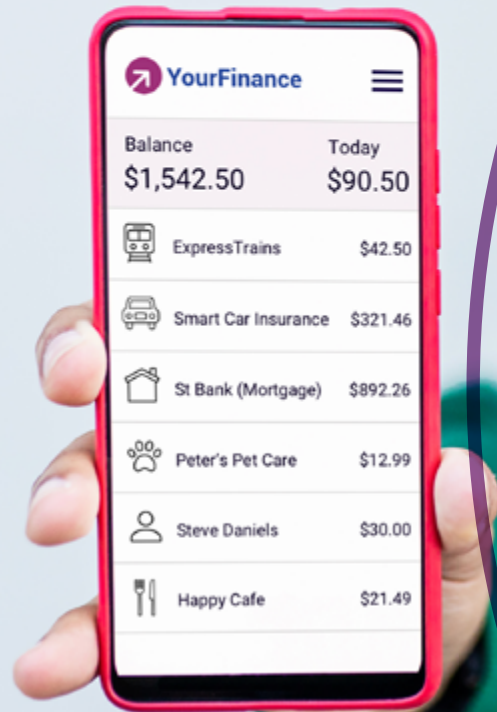 YourFinance
Balance Today
$1,542.50 $90.50
ExpressTrains $42.50
Smart Car Insurance $321.46
St Bank (Mortgage) $892.26
Peter's Pet Care $12.99
Steve Daniels $30.00
Happy Cafe $21.49